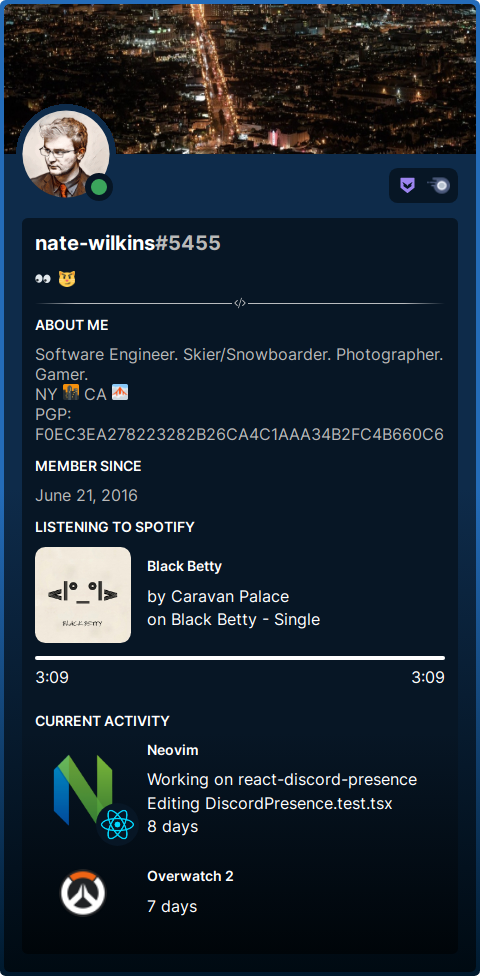 nate-wilkins#5455
👀 😼
</>
ABOUT ME
Software Engineer. Skier/Snowboarder. Photographer.
Gamer.
NY 🌃 CA 🌁
PGP:
F0EC3EA278223282B26CA4C1AAA34B2FC4B660C6
MEMBER SINCE
June 21, 2016
LISTENING TO SPOTIFY
<|°_°|>
BLACK BETTY
Black Betty
by Caravan Palace
on Black Betty - Single
3:09 3:09
CURRENT ACTIVITY
Neovim
Working on react-discord-presence
Editing DiscordPresence.test.tsx
8 days
Overwatch 2
7 days